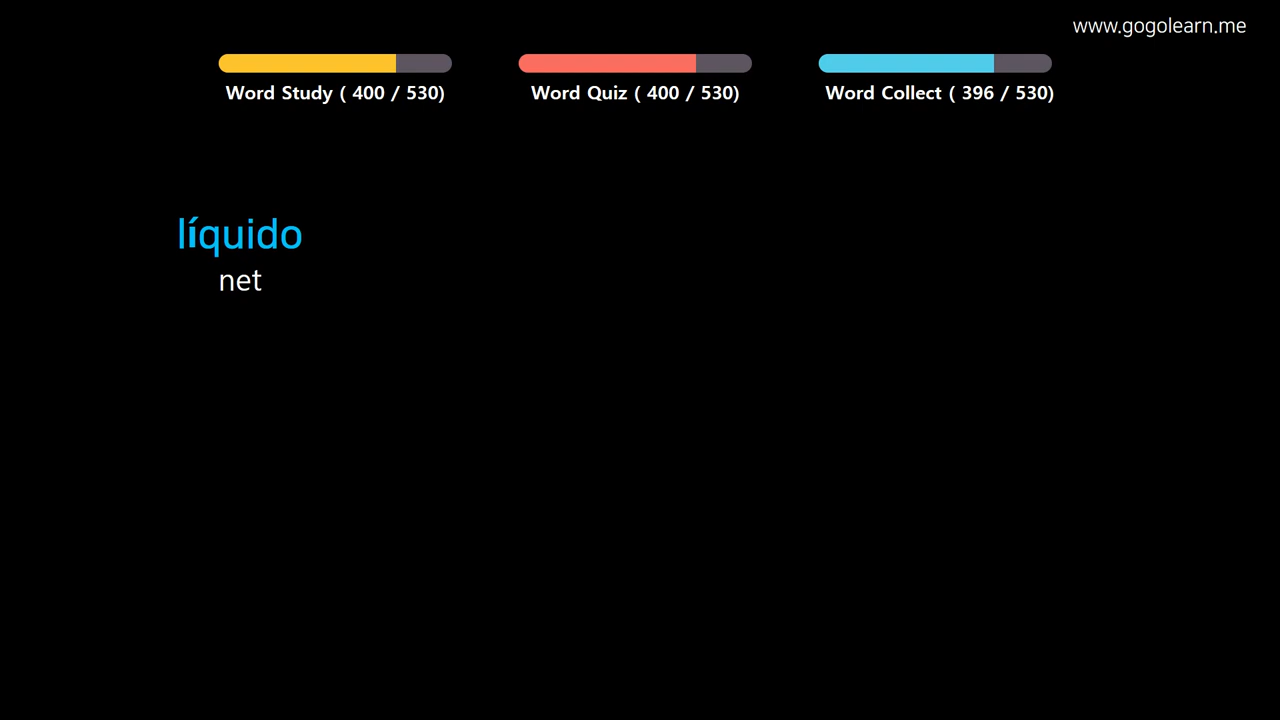 www.gogolearn.me
Word Study ( 400 / 530)
Word Quiz ( 400 / 530)
Word Collect ( 396 / 530)
líquido
net